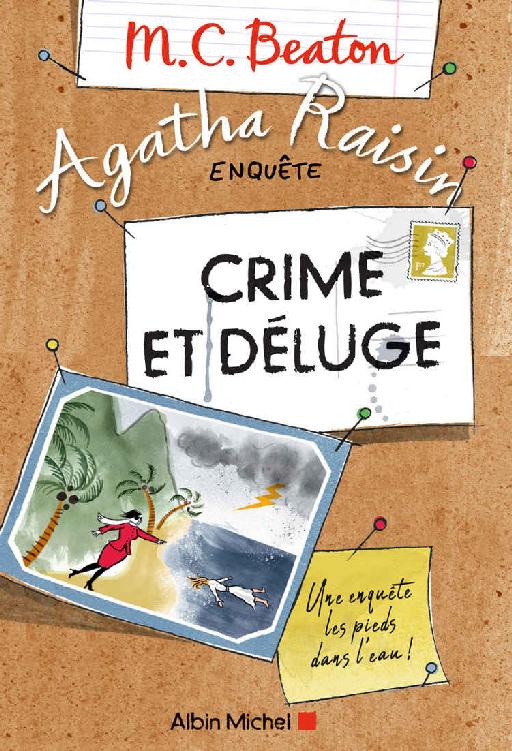 M.C. Beaton
Agatha Raisin
ENQUÊTE
CRIME
ET DÉLUGE
Une enquête
les pieds
dans l'eau !
Albin Michel